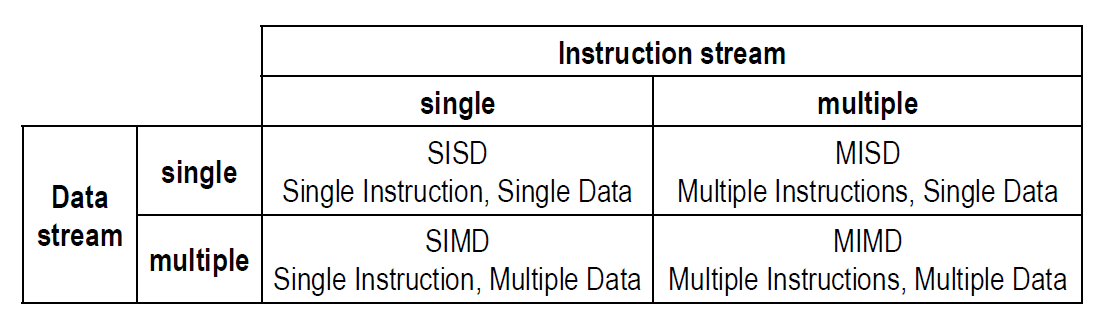 Instruction stream
single
multiple
Data
stream
single
SISD
Single Instruction, Single Data
MISD
Multiple Instructions, Single Data
multiple
SIMD
Single Instruction, Multiple Data
MIMD
Multiple Instructions, Multiple Data